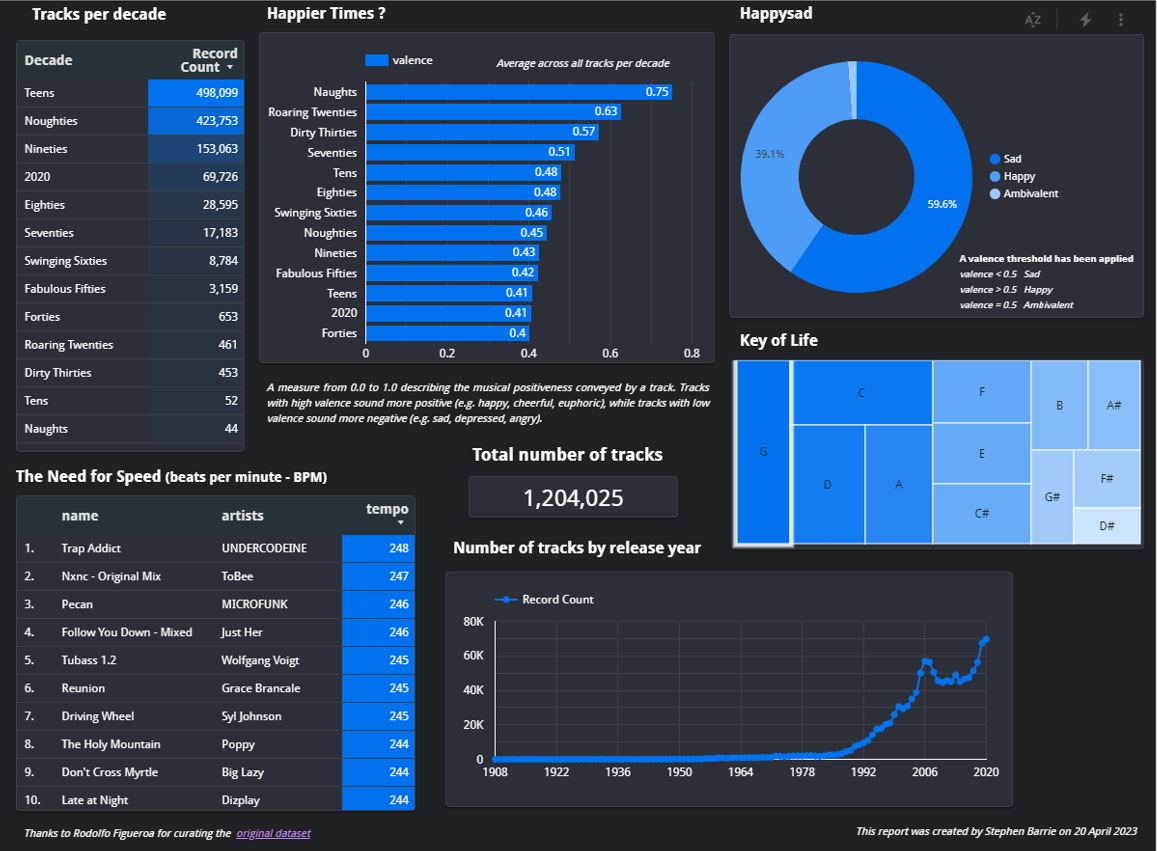 Tracks per decade
Decade Record Count
Teens 498,099
Noughties 423,753
Nineties 153,063
2020 69,726
Eighties 28,595
Seventies 17,183
Swinging Sixties 8,784
Fabulous Fifties 3,159
Forties 653
Roaring Twenties 461
Dirty Thirties 453
Tens 52
Naughts 44
Happier Times ?
valence
Average across all tracks per decade
Naughts 0.75
Roaring Twenties 0.63
Dirty Thirties 0.57
Seventies 0.51
Tens 0.48
Eighties 0.48
Swinging Sixties 0.46
Noughties 0.45
Nineties 0.43
Fabulous Fifties 0.42
Teens 0.41
2020 0.41
Forties 0.4
0 0.2 0.4 0.6 0.8
A measure from 0.0 to 1.0 describing the musical positiveness conveyed by a track. Tracks
with high valence sound more positive (e.g. happy, cheerful, euphoric), while tracks with low
valence sound more negative (e.g. sad, depressed, angry).
Happysad
AZ
39.1%
59.6%
Sad
Happy
Ambivalent
A valence threshold has been applied
valence < 0.5 Sad
valence > 0.5 Happy
valence = 0.5 Ambivalent
Key of Life
G
C
D
A
F
E
C#
B
A#
G#
F#
D#
Total number of tracks
1,204,025
The Need for Speed (beats per minute - BPM)
name artists tempo
1. Trap Addict UNDERCODEINE 248
2. Nxnc - Original Mix ToBee 247
3. Pecan MICROFUNK 246
4. Follow You Down - Mixed Just Her 246
5. Tubass 1.2 Wolfgang Voigt 245
6. Reunion Grace Brancale 245
7. Driving Wheel Syl Johnson 245
8. The Holy Mountain Poppy 244
9. Don't Cross Myrtle Big Lazy 244
10. Late at Night Dizplay 244
Number of tracks by release year
Record Count
80K
60K
40K
20K
0
1908 1922 1936 1950 1964 1978 1992 2006 2020
Thanks to Rodolfo Figueroa for curating the original dataset
This report was created by Stephen Barrie on 20 April 2023